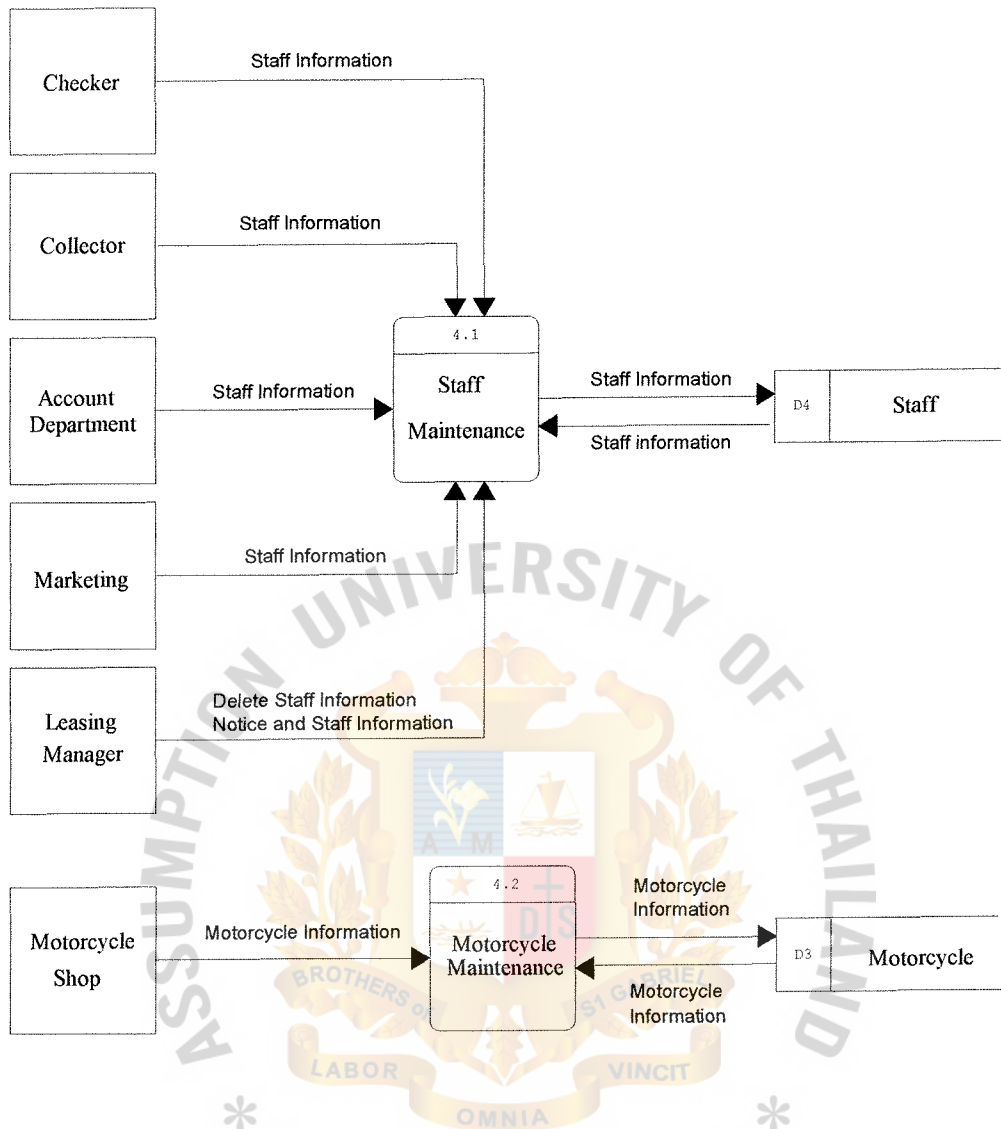 Checker
Staff Information
Collector
Staff Information
4.1
Staff
Maintenance
Account
Department
Staff Information
Staff Information
Staff information
D4
Staff
Marketing
Staff Information
Leasing
Manager
Delete Staff Information
Notice and Staff Information
Motorcycle
Shop
Motorcycle Information
4.2
Motorcycle
Maintenance
Motorcycle
Information
Motorcycle
Information
D3
Motorcycle
ASSUMPTION UNIVERSITY OF THAILAND
A M
D S
BROTHERS OF
ST GABRIEL
LABOR
OMNIA
VINCIT